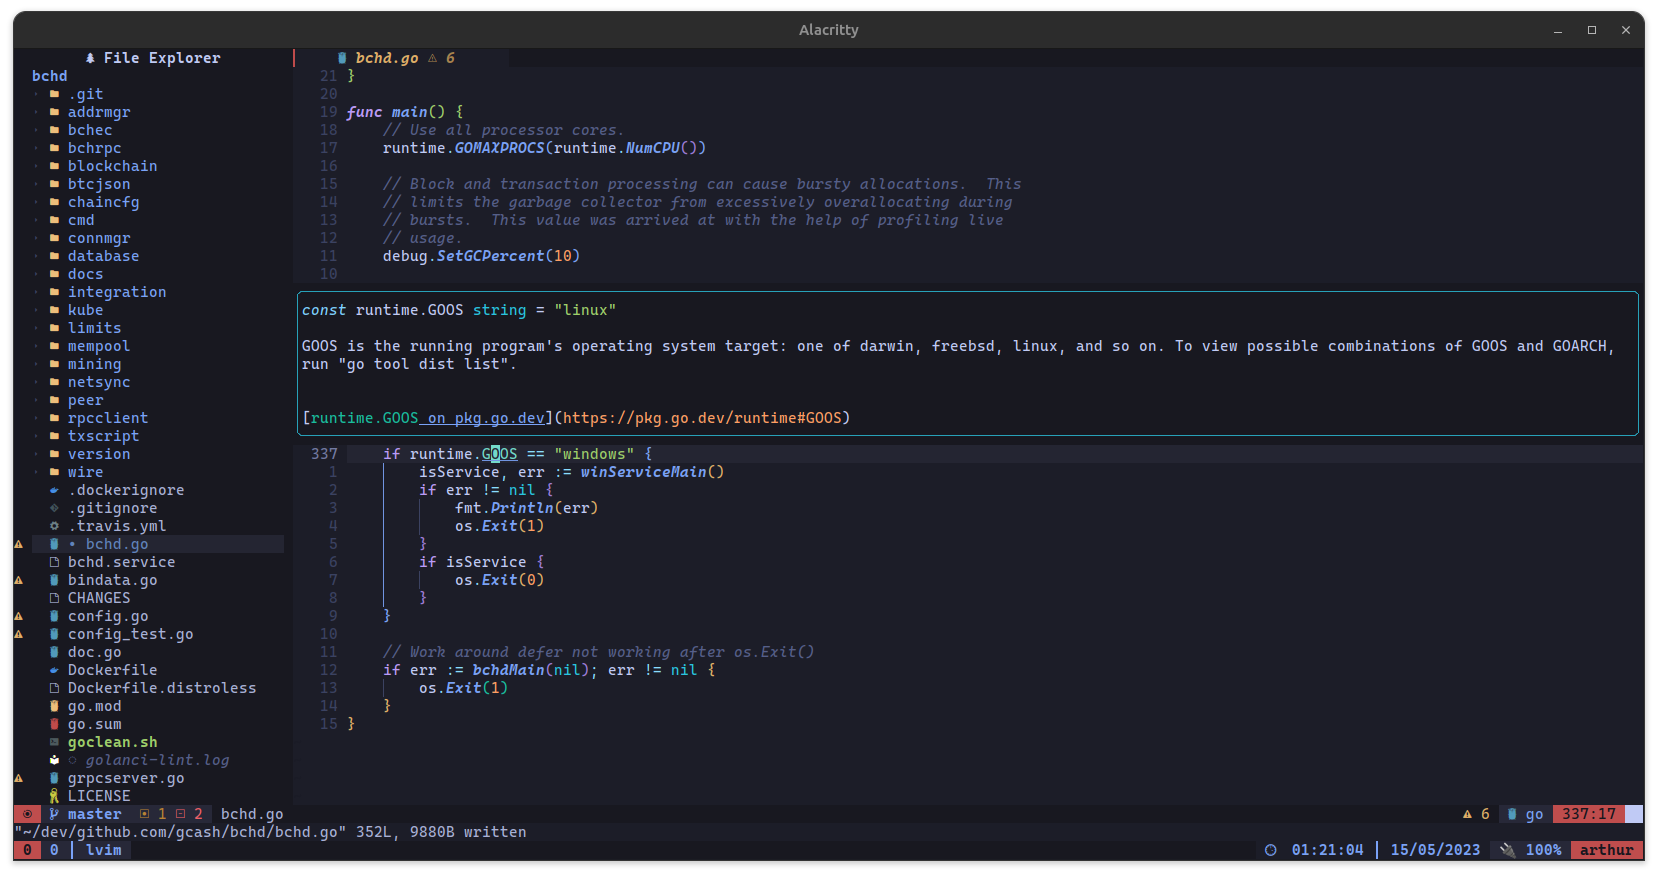 Alacritty
File Explorer
bchd
.git
addrmgr
bchec
bchrpc
blockchain
btcjson
chaincfg
cmd
connmgr
database
docs
integration
kube
limits
mempool
mining
netsync
peer
rpcclient
txscript
version
wire
.dockerignore
.gitignore
.travis.yml
bchd.go
bchd.service
bindata.go
CHANGES
config.go
config_test.go
doc.go
Dockerfile
Dockerfile.distroless
go.mod
go.sum
goclean.sh
golanci-lint.log
grpcserver.go
LICENSE
bchd.go 6
21 }
20
19 func main() {
18 // Use all processor cores.
17 runtime.GOMAXPROCS(runtime.NumCPU())
16
15 // Block and transaction processing can cause bursty allocations.  This
14 // limits the garbage collector from excessively overallocating during
13 // bursts.  This value was arrived at with the help of profiling live
12 // usage.
11 debug.SetGCPercent(10)
10
const runtime.GOOS string = "linux"
GOOS is the running program's operating system target: one of darwin, freebsd, linux, and so on. To view possible combinations of GOOS and GOARCH,
run "go tool dist list".
[runtime.GOOS on pkg.go.dev](https://pkg.go.dev/runtime#GOOS)
337 if runtime.GOOS == "windows" {
1 isService, err := winServiceMain()
2 if err != nil {
3 fmt.Println(err)
4 os.Exit(1)
5 }
6 if isService {
7 os.Exit(0)
8 }
9 }
10
11 // Work around defer not working after os.Exit()
12 if err := bchdMain(nil); err != nil {
13 os.Exit(1)
14 }
15 }
master 1 2 bchd.go 6 go 337:17
"~/dev/github.com/gcash/bchd/bchd.go" 352L, 9880B written
0 0 lvim 01:21:04 15/05/2023 100% arthur